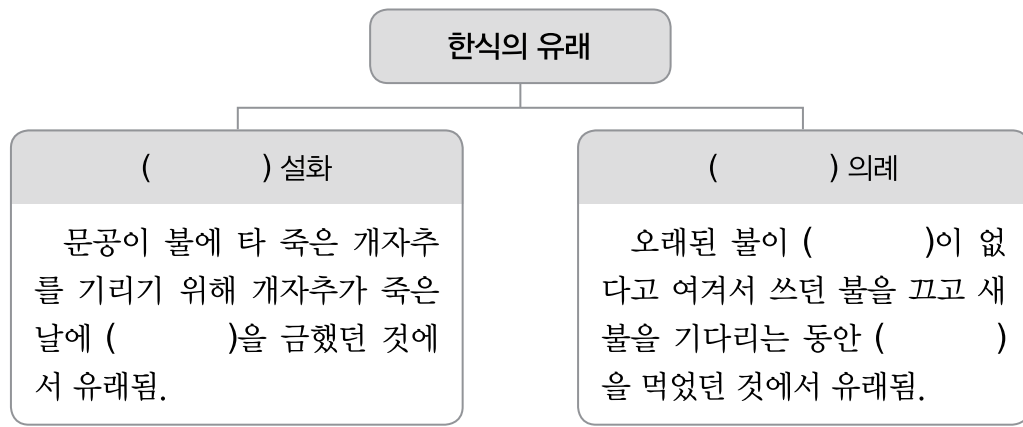 한식의 유래
(          ) 설화
문공이 불에 타 죽은 개자추
를 기리기 위해 개자추가 죽은
날에 (          )을 금했던 것에
서 유래됨.
(          ) 의례
오래된 불이 (          )이 없
다고 여겨서 쓰던 불을 끄고 새
불을 기다리는 동안 (          )
을 먹었던 것에서 유래됨.